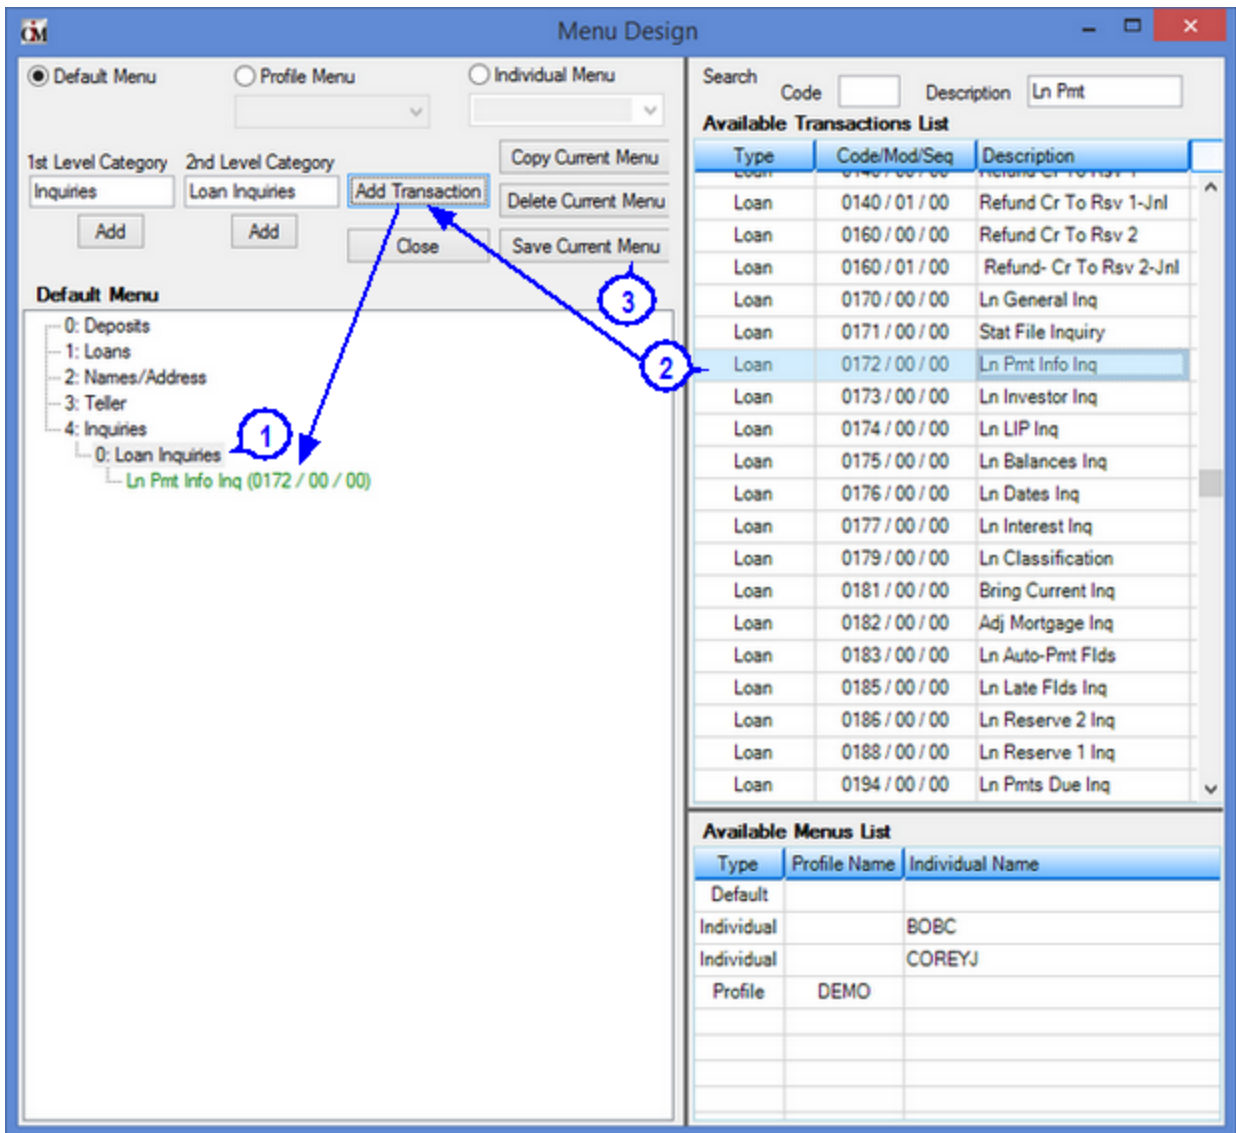 OM
Menu Design
Default Menu Profile Menu Individual Menu
1st Level Category 2nd Level Category
Inquiries Loan Inquiries Add Transaction
Add Add Close
Copy Current Menu
Delete Current Menu
Save Current Menu
3
Default Menu
0: Deposits
1: Loans
2: Names/Address
3: Teller
4: Inquiries
0: Loan Inquiries
1
Ln Pmt Info Inq (0172 / 00 / 00)
2
Search Code Description Ln Pmt
Available Transactions List
Type Code/Mod/Seq Description
Loan 0140 / 01 / 00 Refund Cr To Rsv 1-Jnl
Loan 0160 / 00 / 00 Refund Cr To Rsv 2
Loan 0160 / 01 / 00 Refund- Cr To Rsv 2-Jnl
Loan 0170 / 00 / 00 Ln General Inq
Loan 0171 / 00 / 00 Stat File Inquiry
Loan 0172 / 00 / 00 Ln Pmt Info Inq
Loan 0173 / 00 / 00 Ln Investor Inq
Loan 0174 / 00 / 00 Ln LIP Inq
Loan 0175 / 00 / 00 Ln Balances Inq
Loan 0176 / 00 / 00 Ln Dates Inq
Loan 0177 / 00 / 00 Ln Interest Inq
Loan 0179 / 00 / 00 Ln Classification
Loan 0181 / 00 / 00 Bring Current Inq
Loan 0182 / 00 / 00 Adj Mortgage Inq
Loan 0183 / 00 / 00 Ln Auto-Pmt Flds
Loan 0185 / 00 / 00 Ln Late Flds Inq
Loan 0186 / 00 / 00 Ln Reserve 2 Inq
Loan 0188 / 00 / 00 Ln Reserve 1 Inq
Loan 0194 / 00 / 00 Ln Pmts Due Inq
Available Menus List
Type Profile Name Individual Name
Default
Individual BOBC
Individual COREYJ
Profile DEMO